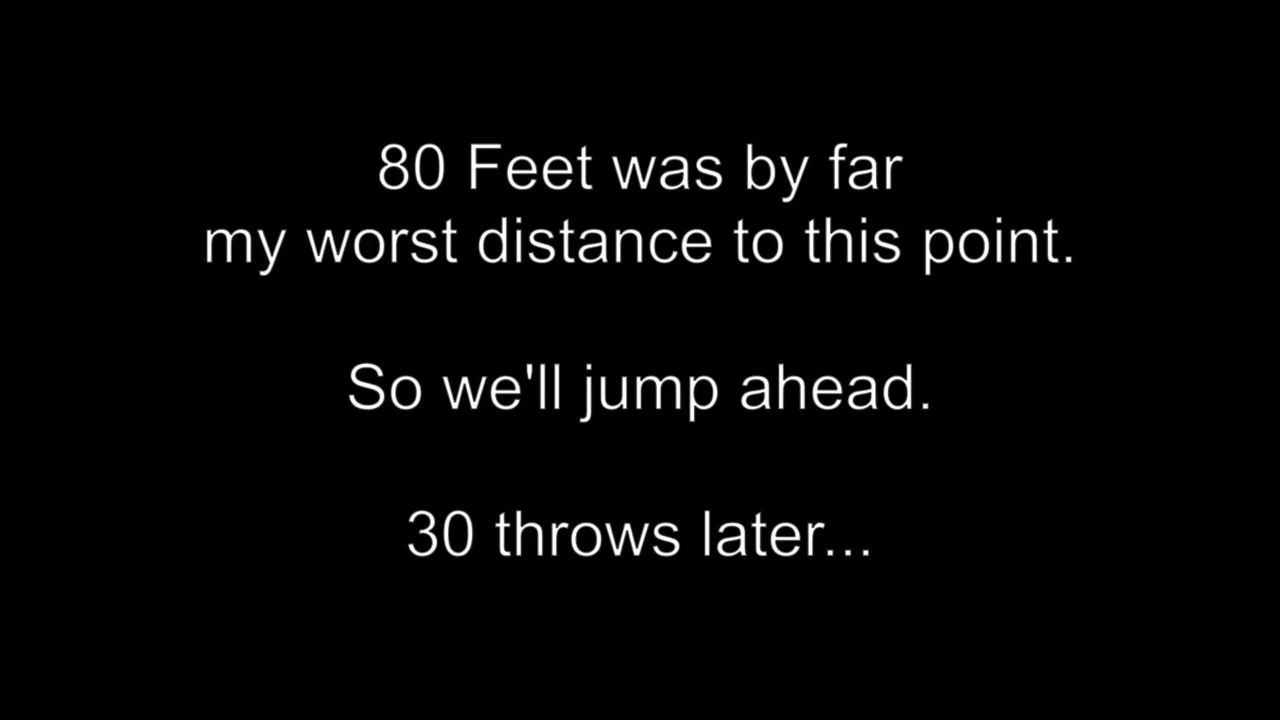 80 Feet was by far
my worst distance to this point.
So we'll jump ahead.
30 throws later...